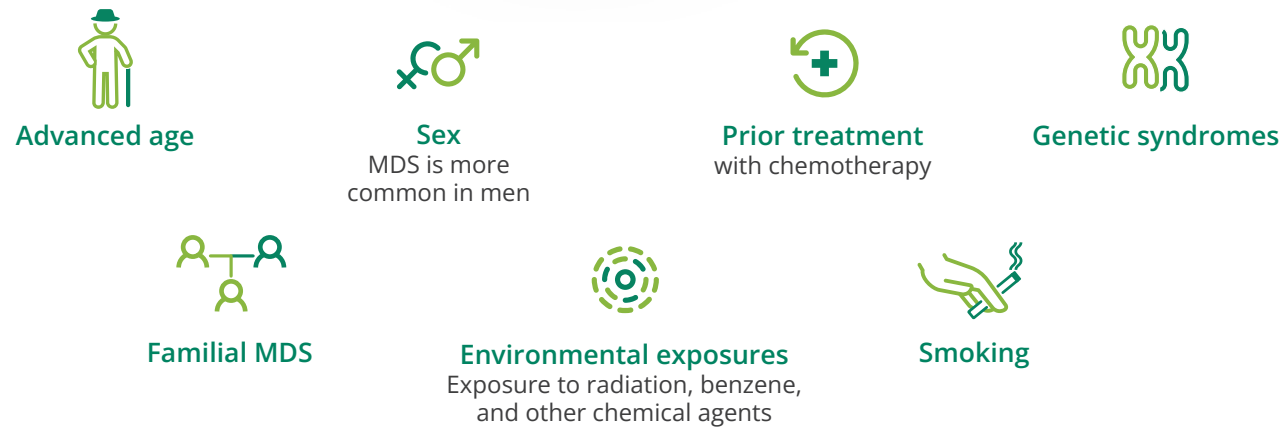 Advanced age
Sex
MDS is more
common in men
Prior treatment
with chemotherapy
Genetic syndromes
Familial MDS
Environmental exposures
Exposure to radiation, benzene,
and other chemical agents
Smoking